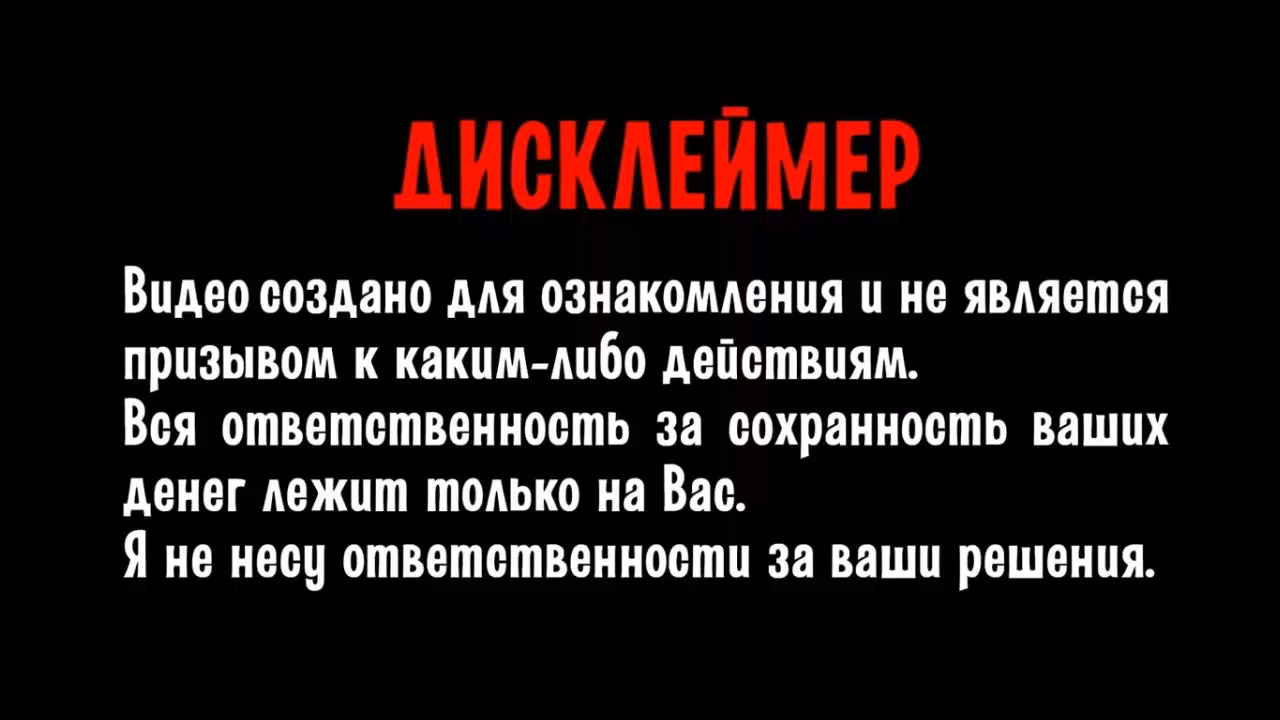 ДИСКЛЕЙМЕР
Видео создано для ознакомления и не является
призывом к каким-либо действиям.
Вся ответственность за сохранность ваших
денег лежит только на Вас.
Я не несу ответственности за ваши решения.